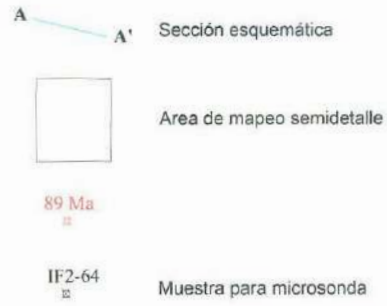 A
A'
Sección esquemática
Area de mapeo semidetalle
89 Ma
IF2-64
Muestra para microsonda